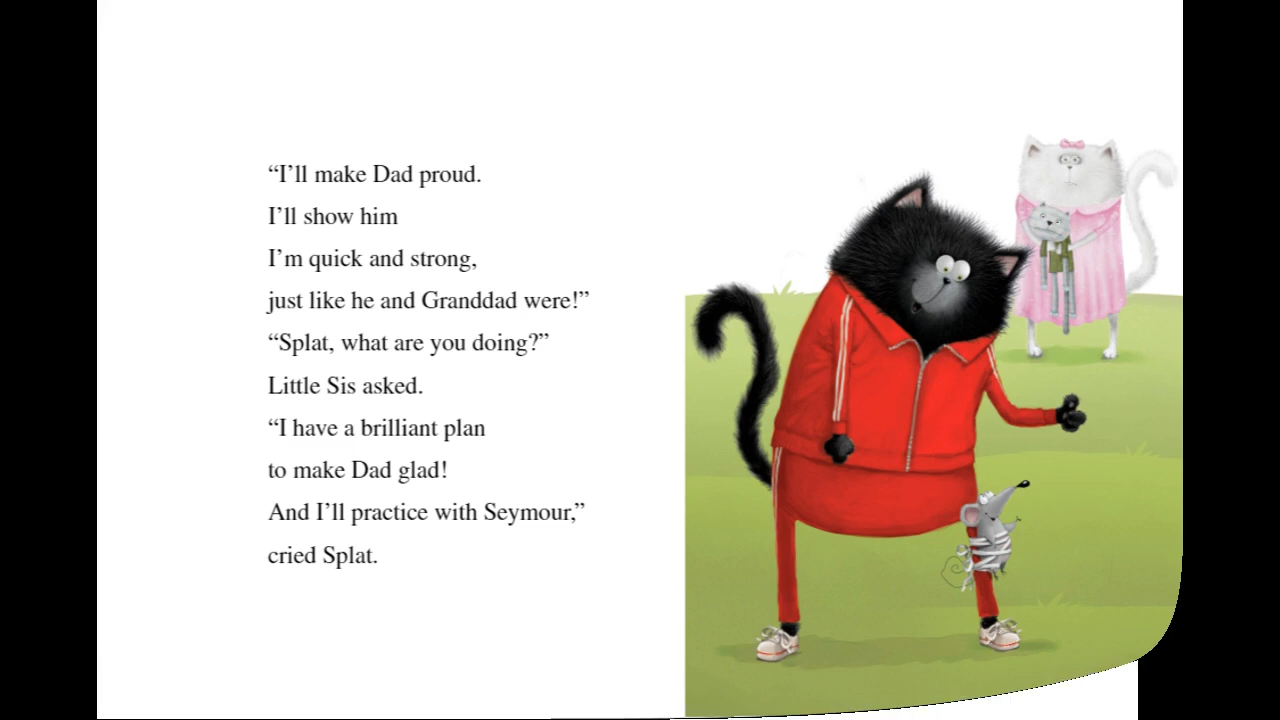 “I’ll make Dad proud.
I’ll show him
I’m quick and strong,
just like he and Granddad were!”
“Splat, what are you doing?”
Little Sis asked.
“I have a brilliant plan
to make Dad glad!
And I’ll practice with Seymour,”
cried Splat.